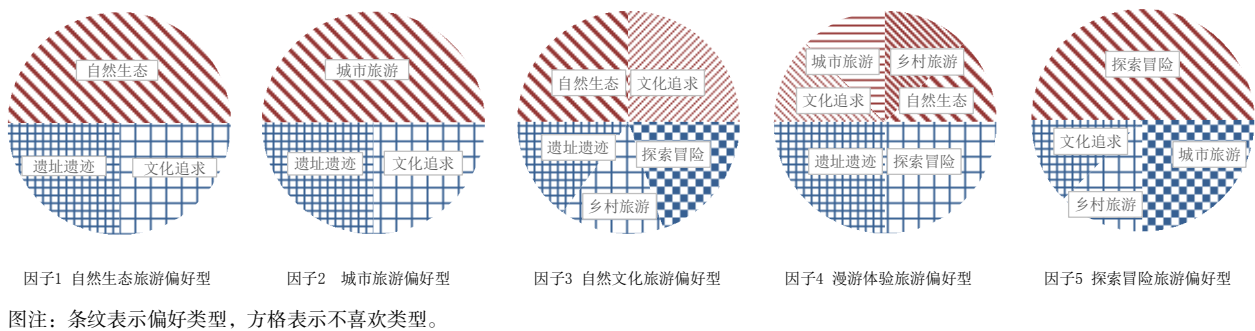 自然生态
遗址遗迹
文化追求
因子1 自然生态旅游偏好型
城市旅游
遗址遗迹
文化追求
因子2 城市旅游偏好型
自然生态
文化追求
遗址遗迹
探索冒险
乡村旅游
因子3 自然文化旅游偏好型
城市旅游
乡村旅游
文化追求
自然生态
遗址遗迹
探索冒险
因子4 漫游体验旅游偏好型
探索冒险
文化追求
城市旅游
乡村旅游
因子5 探索冒险旅游偏好型
图注：条纹表示偏好类型，方格表示不喜欢类型。